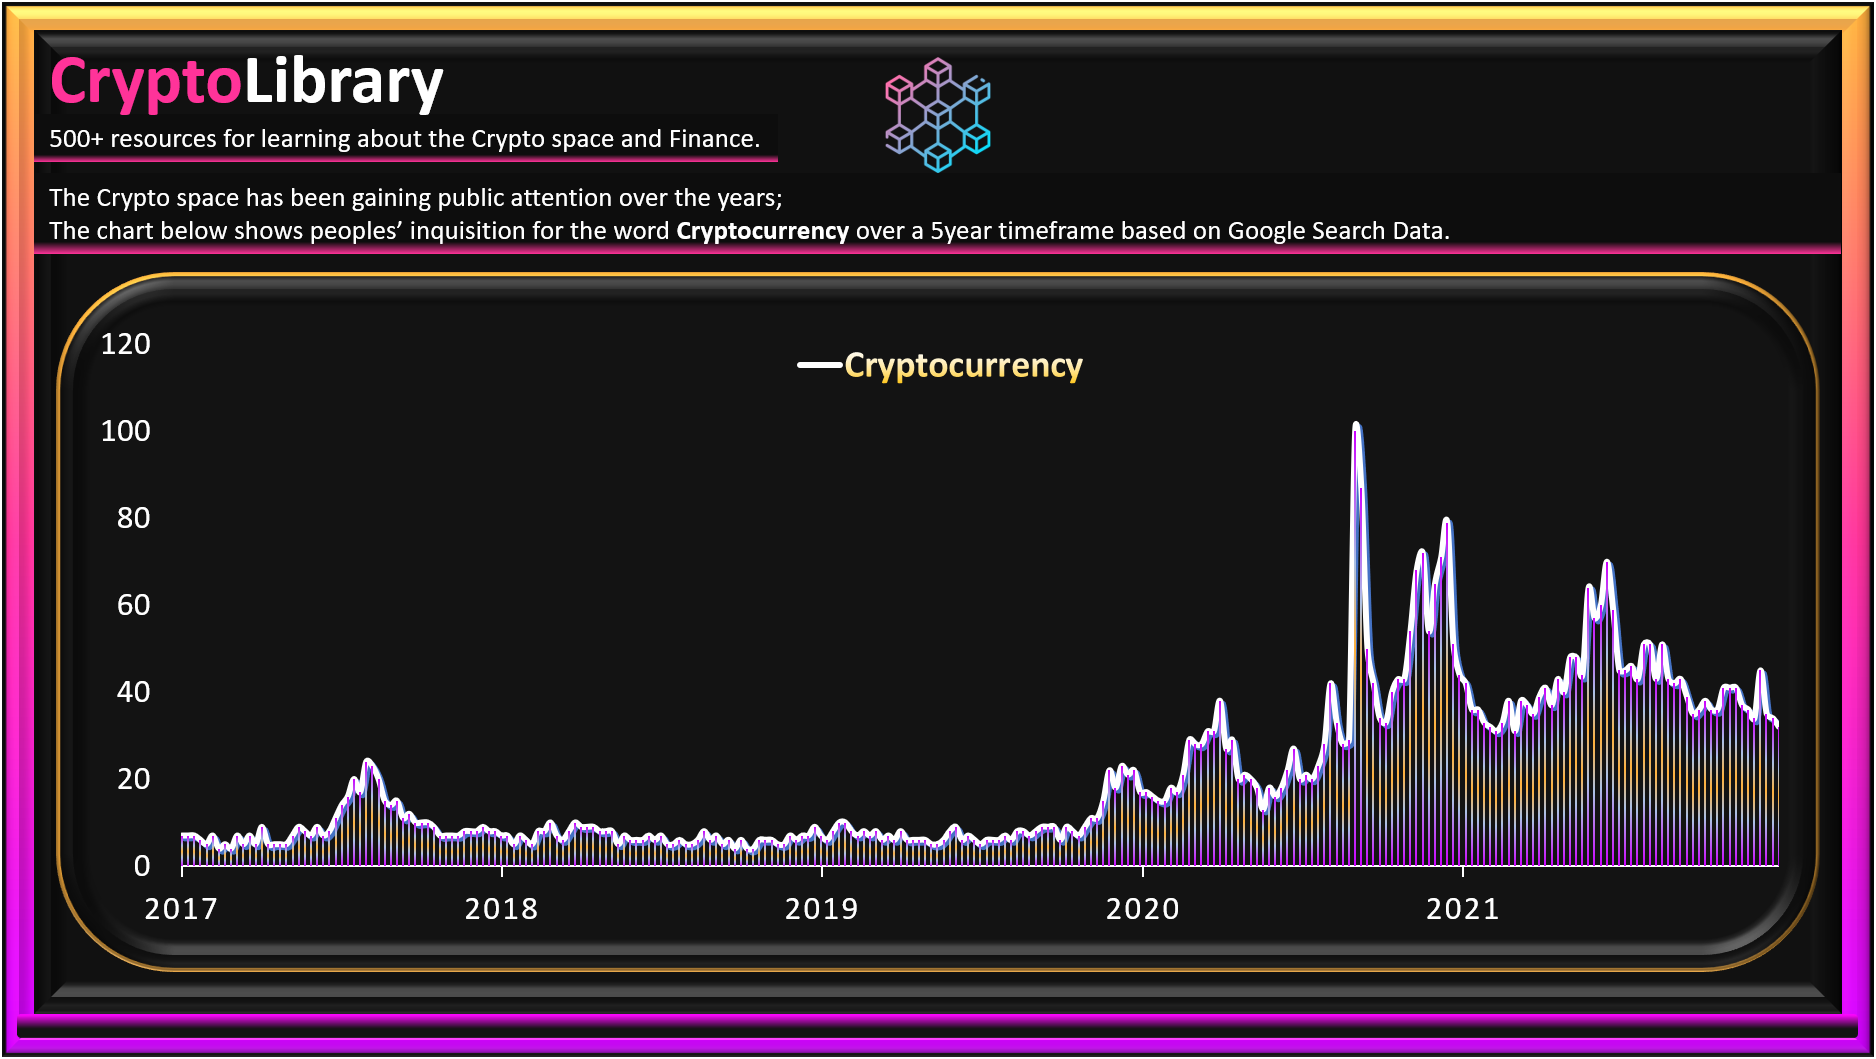 CryptoLibrary
500+ resources for learning about the Crypto space and Finance.
The Crypto space has been gaining public attention over the years;
The chart below shows peoples’ inquisition for the word Cryptocurrency over a 5year timeframe based on Google Search Data.
Cryptocurrency
120
100
80
60
40
20
0
2017 2018 2019 2020 2021